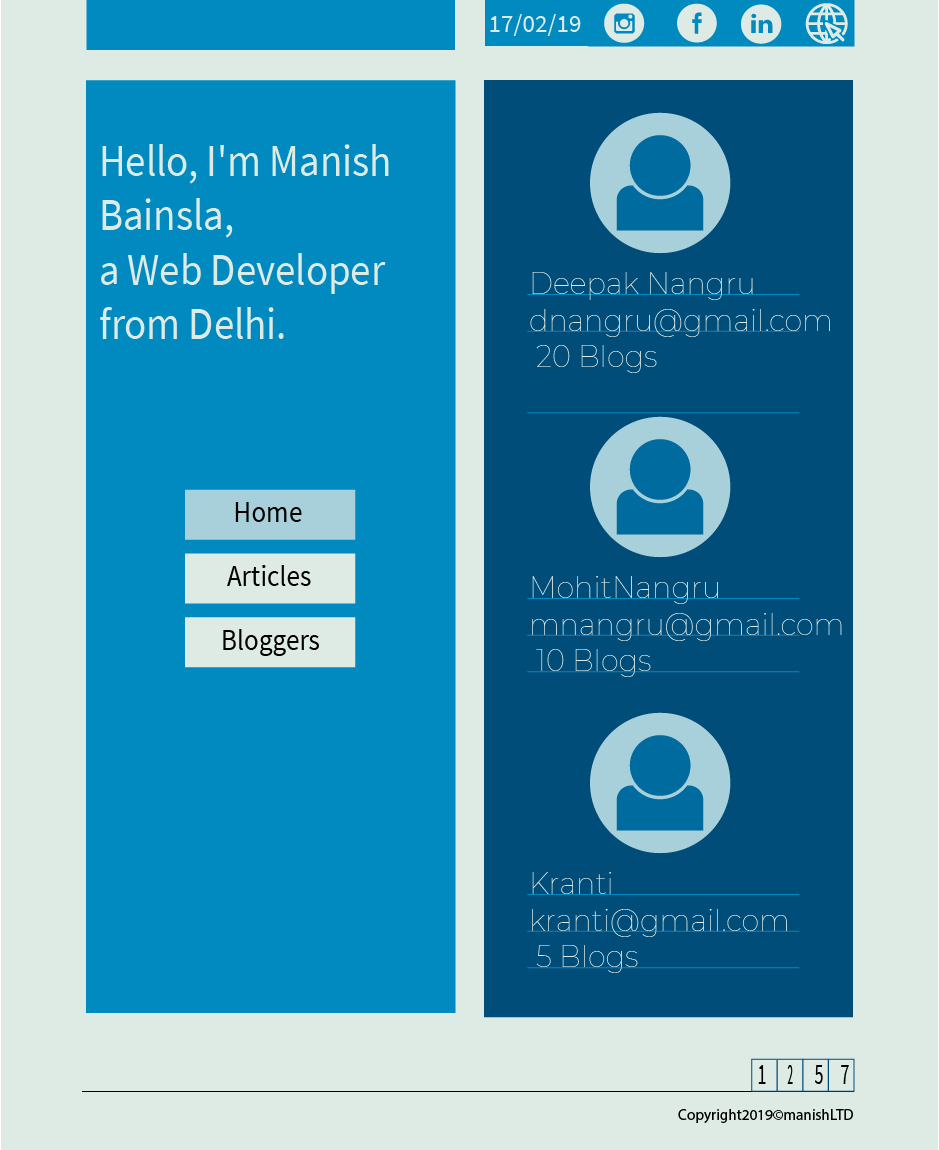 17/02/19
Hello, I'm Manish
Bainsla,
a Web Developer
from Delhi.
Home
Articles
Bloggers
Deepak Nangru
dnangru@gmail.com
20 Blogs
MohitNangru
mnangru@gmail.com
10 Blogs
Kranti
kranti@gmail.com
5 Blogs
1 2 5 7
Copyright2019©manishLTD